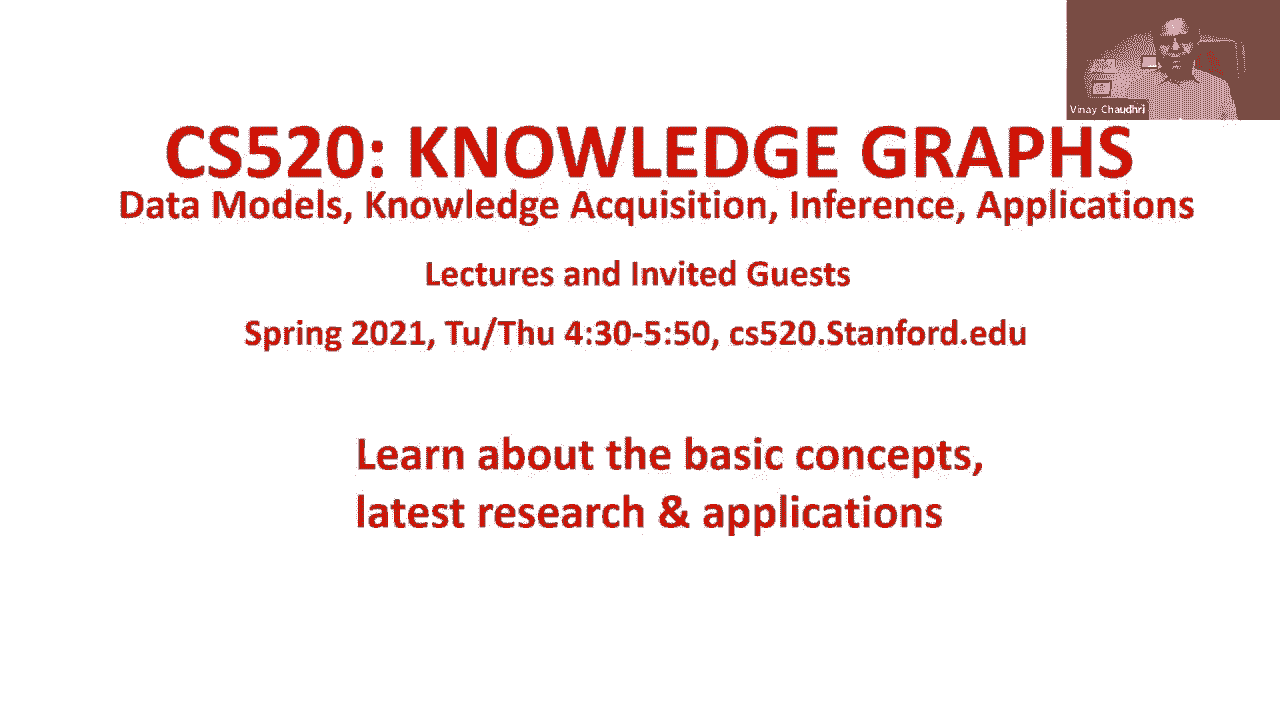 Vinay Chaudhri
CS520: KNOWLEDGE GRAPHS
Data Models, Knowledge Acquisition, Inference, Applications
Lectures and Invited Guests
Spring 2021, Tu/Thu 4:30-5:50, cs520.Stanford.edu
Learn about the basic concepts,
latest research & applications